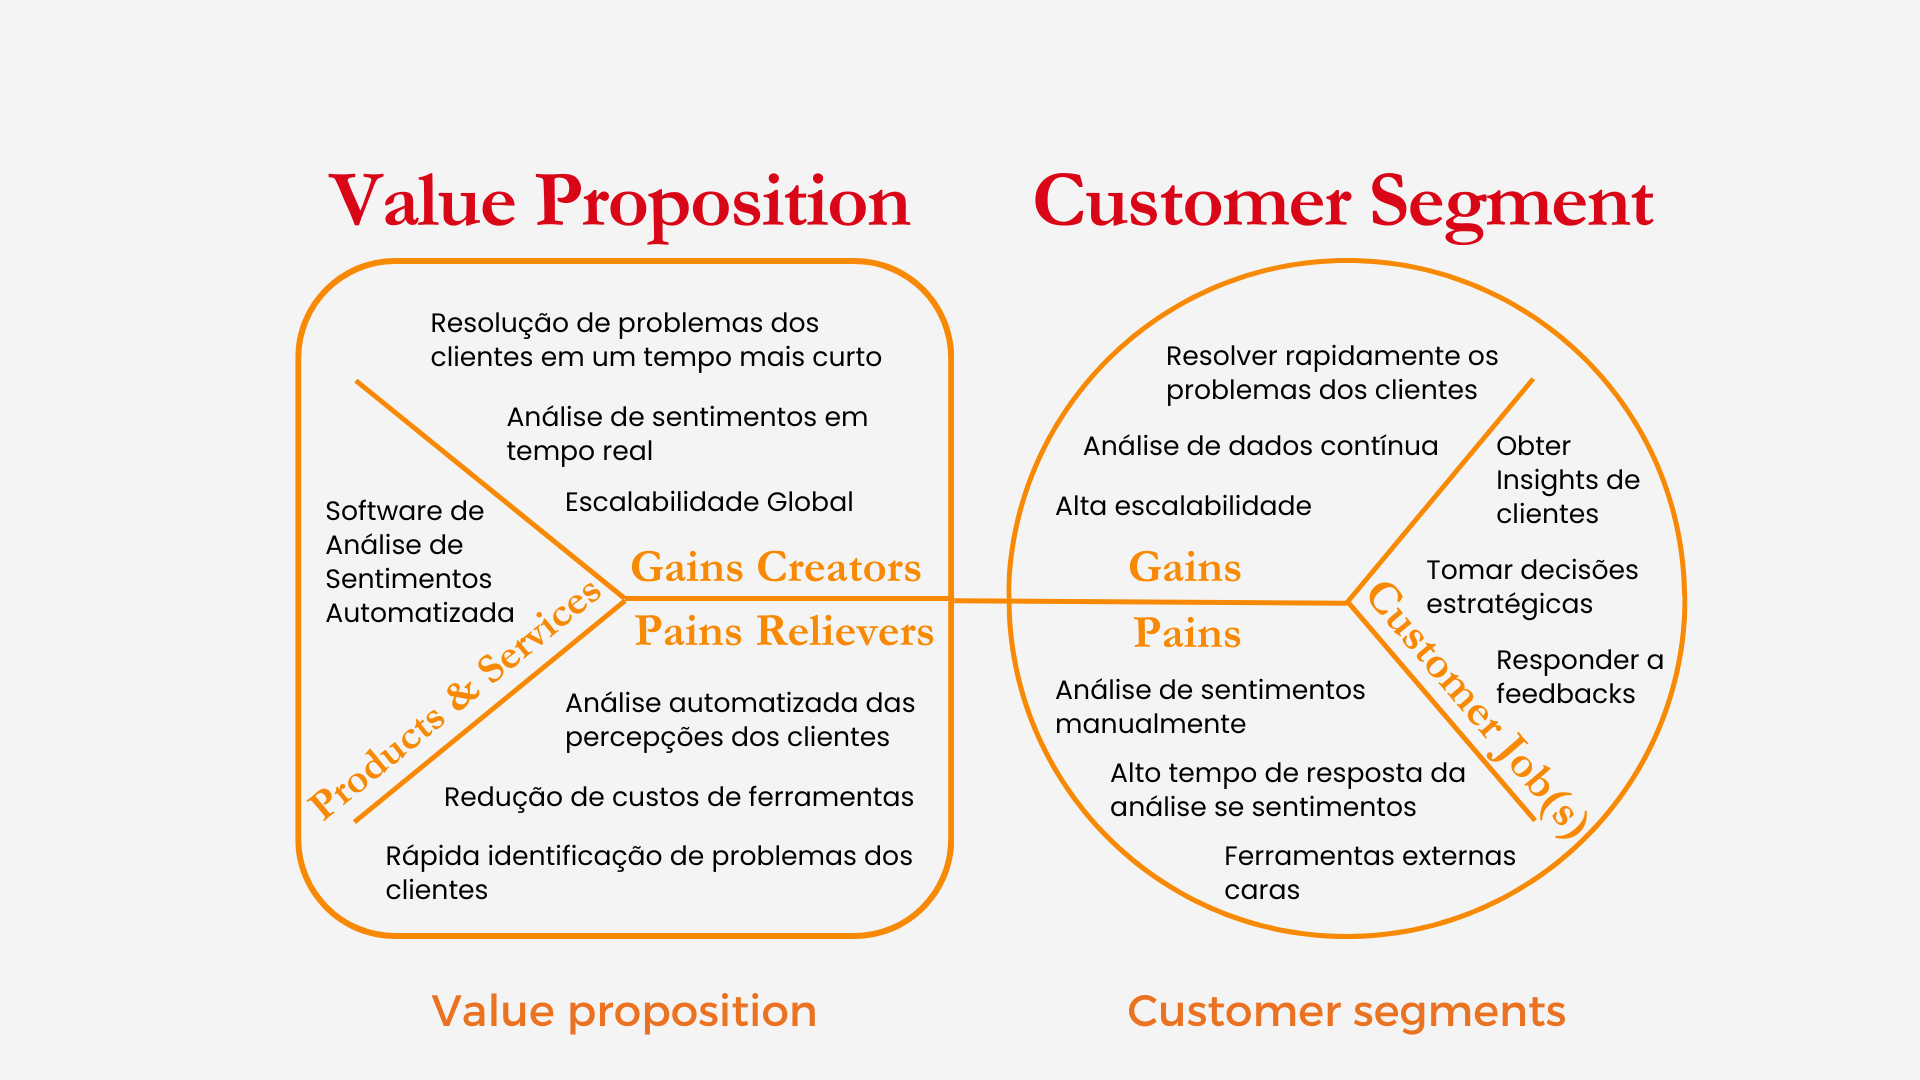 Value Proposition
Resolução de problemas dos
clientes em um tempo mais curto
Análise de sentimentos em
tempo real
Escalabilidade Global
Gains Creators
Software de
Análise de
Sentimentos
Automatizada
Products & Services
Pains Relievers
Análise automatizada das
percepções dos clientes
Redução de custos de ferramentas
Rápida identificação de problemas dos
clientes
Value proposition
Customer Segment
Resolver rapidamente os
problemas dos clientes
Análise de dados contínua
Alta escalabilidade
Gains
Pains
Análise de sentimentos
manualmente
Alto tempo de resposta da
análise se sentimentos
Ferramentas externas
caras
Obter
Insights de
clientes
Tomar decisões
estratégicas
Responder a
feedbacks
Customer Job(s)
Customer segments